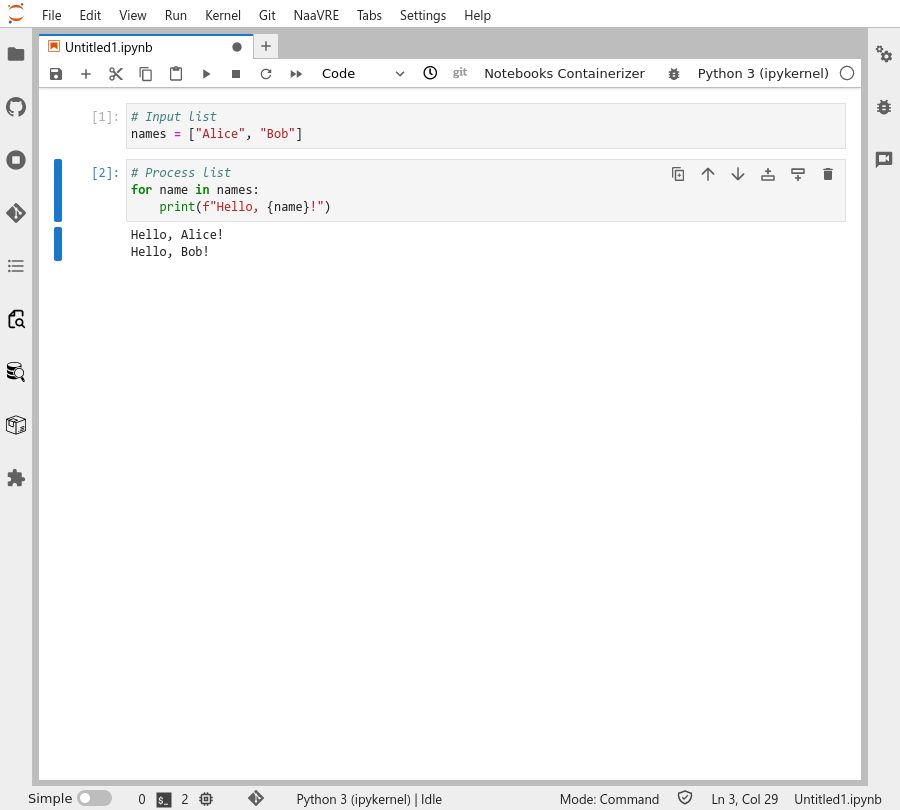 File Edit View Run Kernel Git NaaVRE Tabs Settings Help
Untitled1.ipynb
Code git Notebooks Containerizer Python 3 (ipykernel)
[1]: # Input list
names = ["Alice", "Bob"]
[2]: # Process list
for name in names:
    print(f"Hello, {name}!")
Hello, Alice!
Hello, Bob!
Simple 0 $_ 2 Python 3 (ipykernel) | Idle Mode: Command Ln 3, Col 29 Untitled1.ipynb